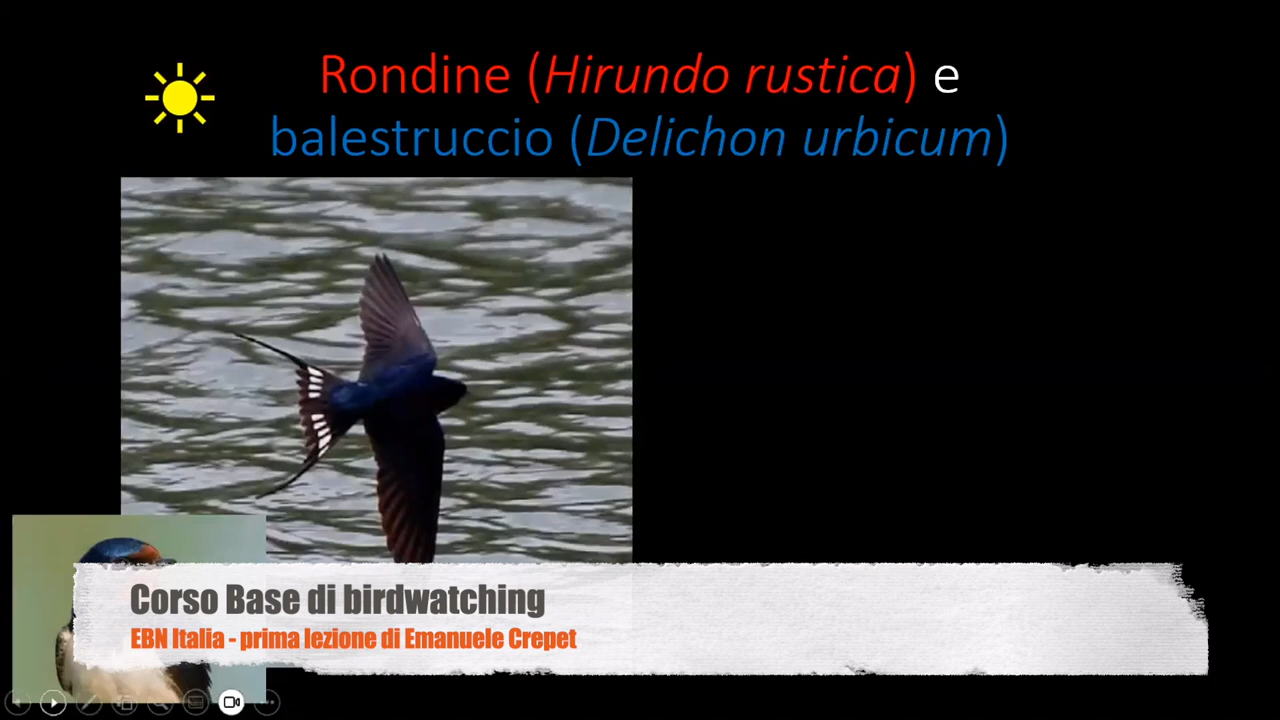 Rondine (Hirundo rustica) e
balestruccio (Delichon urbicum)
Corso Base di birdwatching
EBN Italia - prima lezione di Emanuele Crepet